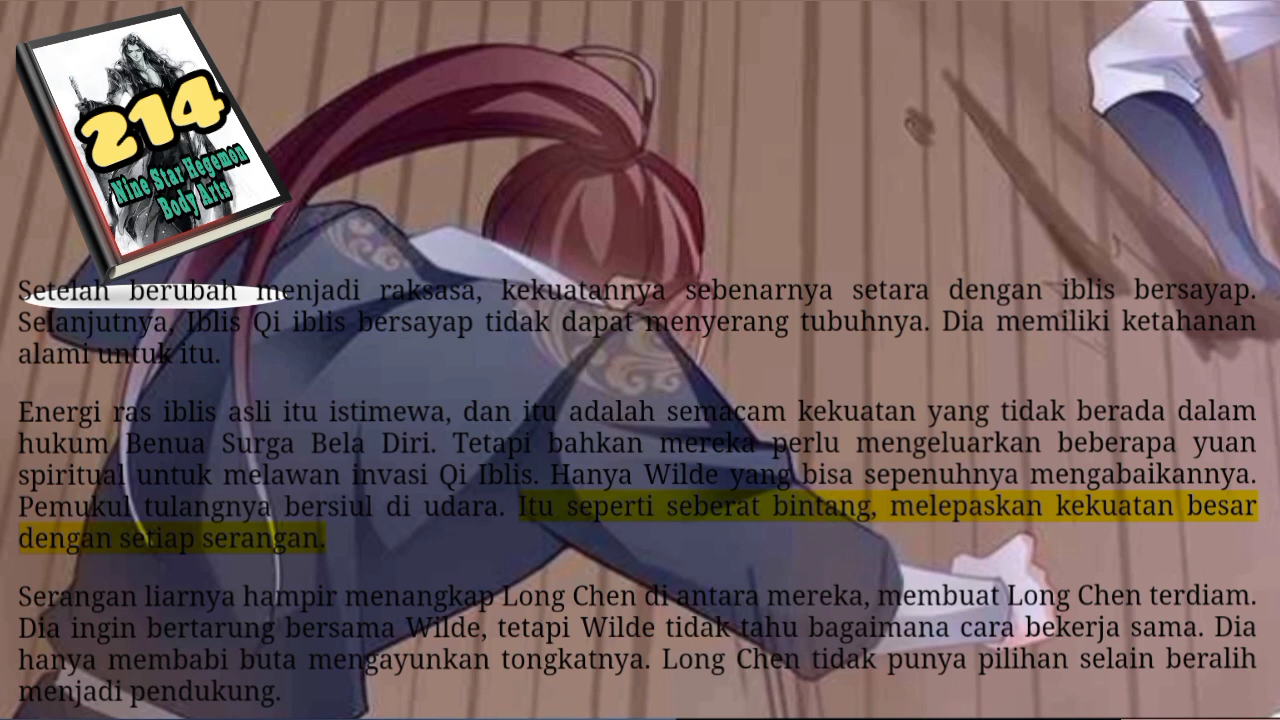 214
Nine Star Hegemon
Body Arts
Setelah berubah menjadi raksasa, kekuatannya sebenarnya setara dengan iblis bersayap.
Selanjutnya, Iblis Qi iblis bersayap tidak dapat menyerang tubuhnya. Dia memiliki ketahanan
alami untuk itu.
Energi ras iblis asli itu istimewa, dan itu adalah semacam kekuatan yang tidak berada dalam
hukum Benua Surga Bela Diri. Tetapi bahkan mereka perlu mengeluarkan beberapa yuan
spiritual untuk melawan invasi Qi Iblis. Hanya Wilde yang bisa sepenuhnya mengabaikannya.
Pemukul tulangnya bersiul di udara. Itu seperti seberat bintang, melepaskan kekuatan besar
dengan setiap serangan.
Serangan liarnya hampir menangkap Long Chen di antara mereka, membuat Long Chen terdiam.
Dia ingin bertarung bersama Wilde, tetapi Wilde tidak tahu bagaimana cara bekerja sama. Dia
hanya membabi buta mengayunkan tongkatnya. Long Chen tidak punya pilihan selain beralih
menjadi pendukung.